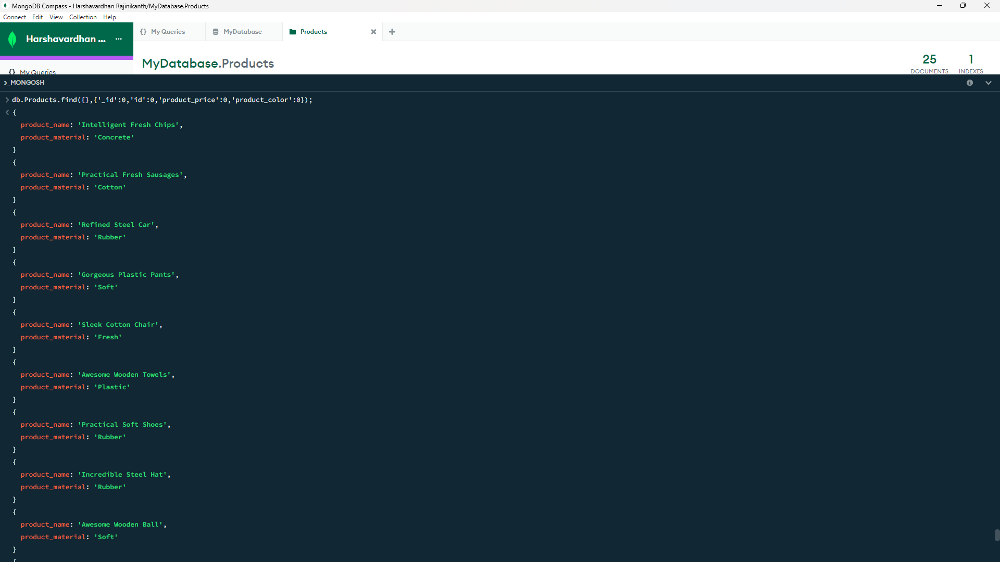 MongoDB Compass - Harshavardhan Rajinikanth/MyDatabase.Products
Connect Edit View Collection Help
Harshavardhan ... ...
{} My Queries
MyDatabase
Products
MyDatabase.Products
25
DOCUMENTS
1
INDEXES
{} My Queries
>_MONGOSH
> db.Products.find({},{'_id':0,'id':0,'product_price':0,'product_color':0});
< {
product_name: 'Intelligent Fresh Chips',
product_material: 'Concrete'
}
{
product_name: 'Practical Fresh Sausages',
product_material: 'Cotton'
}
{
product_name: 'Refined Steel Car',
product_material: 'Rubber'
}
{
product_name: 'Gorgeous Plastic Pants',
product_material: 'Soft'
}
{
product_name: 'Sleek Cotton Chair',
product_material: 'Fresh'
}
{
product_name: 'Awesome Wooden Towels',
product_material: 'Plastic'
}
{
product_name: 'Practical Soft Shoes',
product_material: 'Rubber'
}
{
product_name: 'Incredible Steel Hat',
product_material: 'Rubber'
}
{
product_name: 'Awesome Wooden Ball',
product_material: 'Soft'
}
{